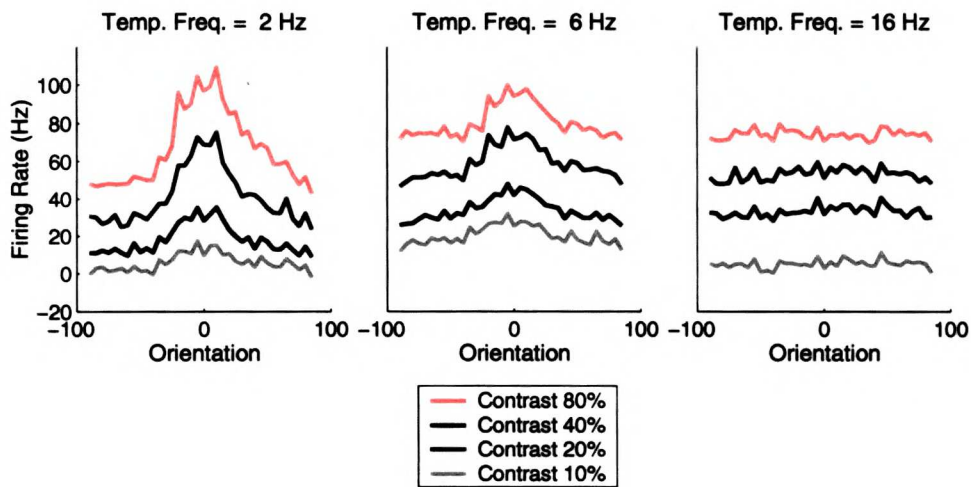 Temp. Freq. = 2 Hz
Temp. Freq. = 6 Hz
Temp. Freq. = 16 Hz
Firing Rate (Hz)
100
80
60
40
20
0
−20
−100 0 100
−100 0 100
−100 0 100
Orientation
Orientation
Orientation
Contrast 80%
Contrast 40%
Contrast 20%
Contrast 10%